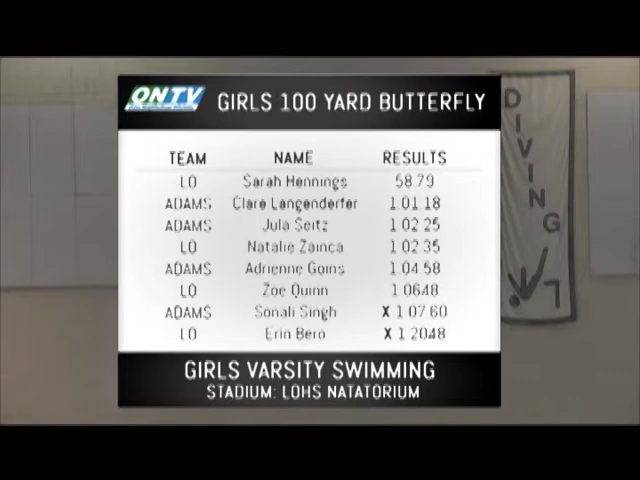 ONTV GIRLS 100 YARD BUTTERFLY
TEAM NAME RESULTS
LO Sarah Hennings 58.79
ADAMS Clare Langenderfer 1 01 18
ADAMS Jula Seitz 1 02 25
LO Natalie Zainea 1 02 35
ADAMS Adrienne Goins 1 04.58
LO Zoe Quinn 1 0648
ADAMS Sonali Singh X 1 07 60
LO Erin Bero X 1 2048
GIRLS VARSITY SWIMMING
STADIUM: LOHS NATATORIUM
DIVING